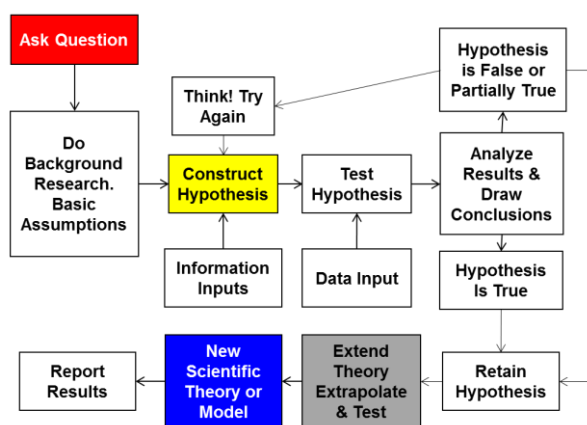 Ask Question
Do
Background
Research.
Basic
Assumptions
Think! Try
Again
Construct
Hypothesis
Information
Inputs
Test
Hypothesis
Data Input
Hypothesis
is False or
Partially True
Analyze
Results &
Draw
Conclusions
Hypothesis
Is True
Retain
Hypothesis
Extend
Theory
Extrapolate
& Test
New
Scientific
Theory or
Model
Report
Results